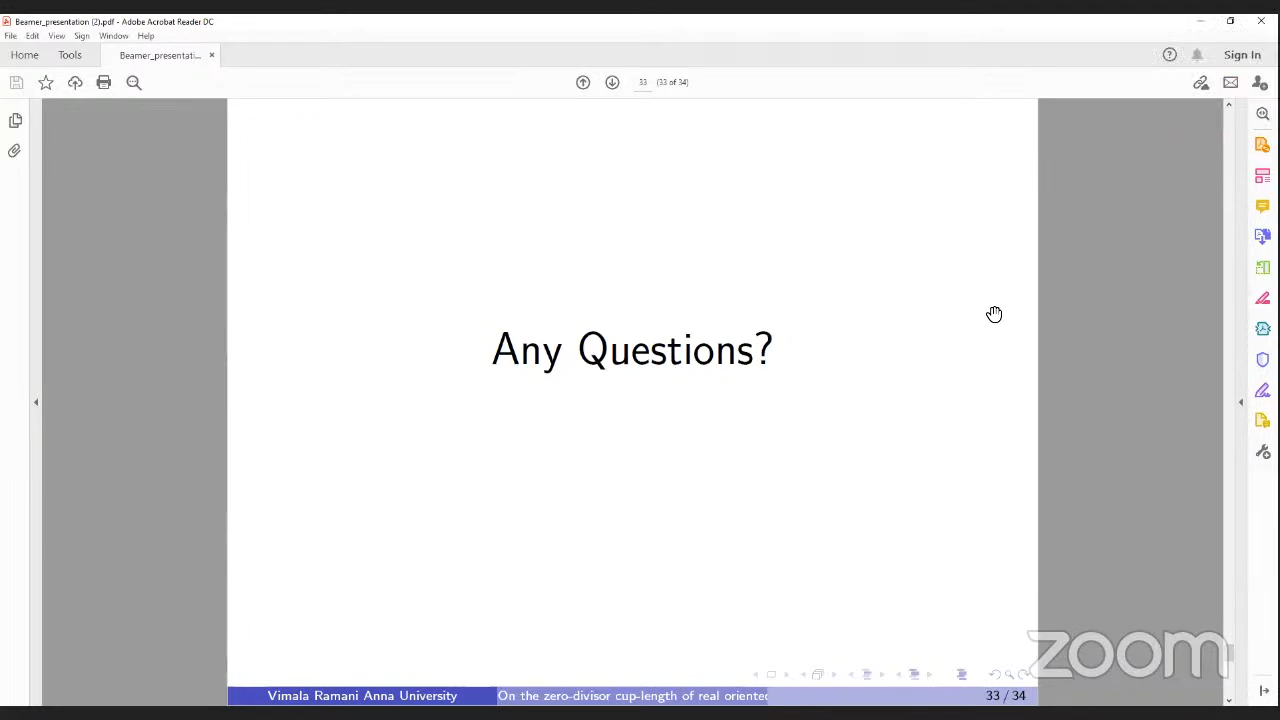 Beamer_presentation (2).pdf - Adobe Acrobat Reader DC
File Edit View Sign Window Help
Home Tools Beamer_presentati... × Sign In
33 (33 of 34)
Any Questions?
zoom
Vimala Ramani Anna University On the zero-divisor cup-length of real oriented 33 / 34